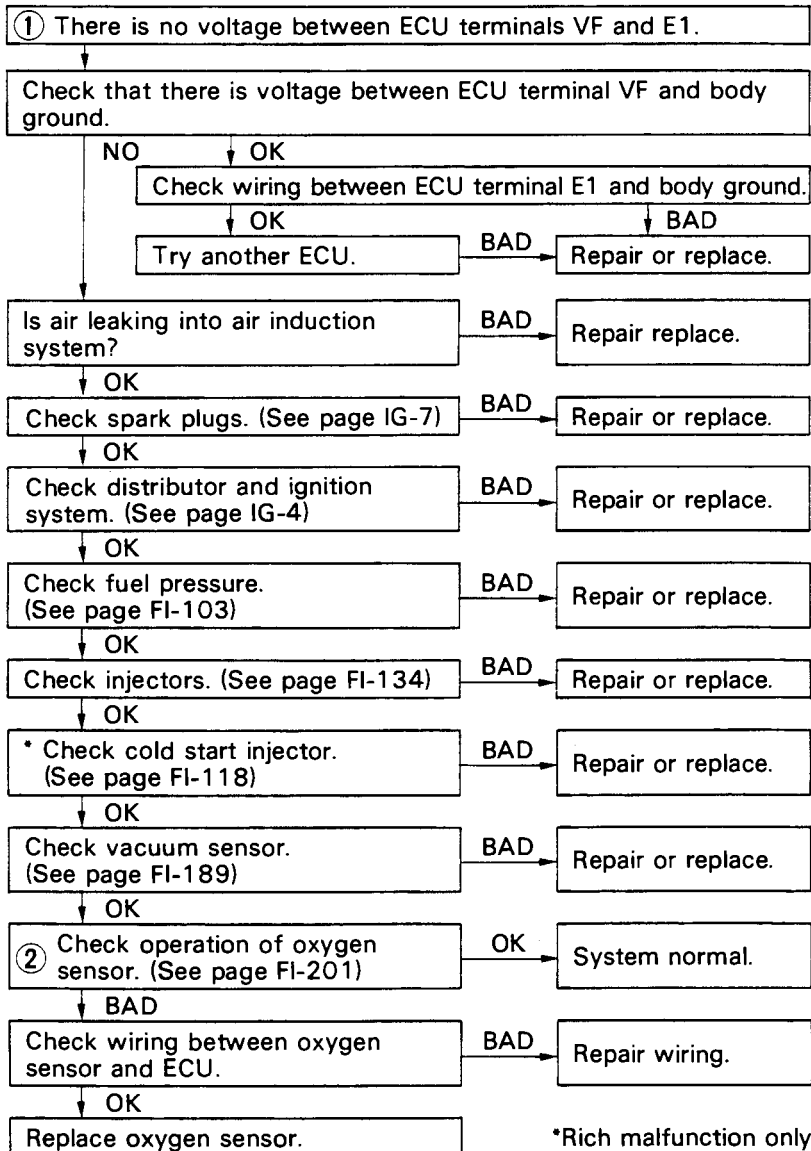 ① There is no voltage between ECU terminals VF and E1.
Check that there is voltage between ECU terminal VF and body
ground.
NO
OK
Check wiring between ECU terminal E1 and body ground.
OK
BAD
Try another ECU.
BAD
Repair or replace.
Is air leaking into air induction
system?
BAD
Repair replace.
OK
Check spark plugs. (See page IG-7)
BAD
Repair or replace.
OK
Check distributor and ignition
system. (See page IG-4)
BAD
Repair or replace.
OK
Check fuel pressure.
(See page FI-103)
BAD
Repair or replace.
OK
Check injectors. (See page FI-134)
BAD
Repair or replace.
OK
* Check cold start injector.
(See page FI-118)
BAD
Repair or replace.
OK
Check vacuum sensor.
(See page FI-189)
BAD
Repair or replace.
OK
② Check operation of oxygen
sensor. (See page FI-201)
OK
System normal.
BAD
Check wiring between oxygen
sensor and ECU.
BAD
Repair wiring.
OK
Replace oxygen sensor.
*Rich malfunction only